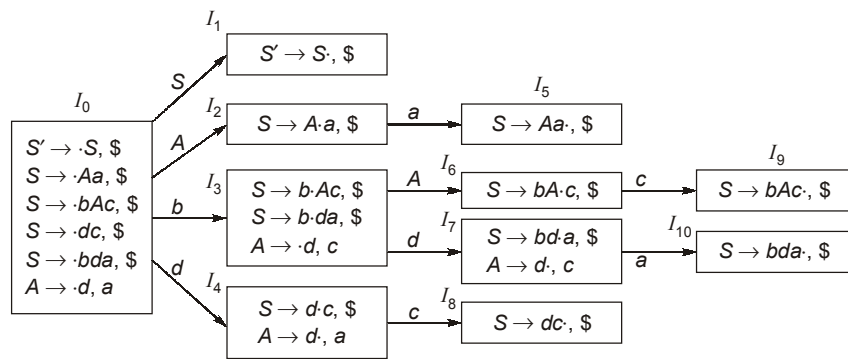 I0
S′ → ·S, $
S → ·Aa, $
S → ·bAc, $
S → ·dc, $
S → ·bda, $
A → ·d, a
S
A
b
d
I1
S′ → S·, $
I2
S → A·a, $
a
I5
S → Aa·, $
I3
S → b·Ac, $
S → b·da, $
A → ·d, c
A
d
I6
S → bA·c, $
c
I9
S → bAc·, $
I7
S → bd·a, $
A → d·, c
a
I10
S → bda·, $
I4
S → d·c, $
A → d·, a
c
I8
S → dc·, $